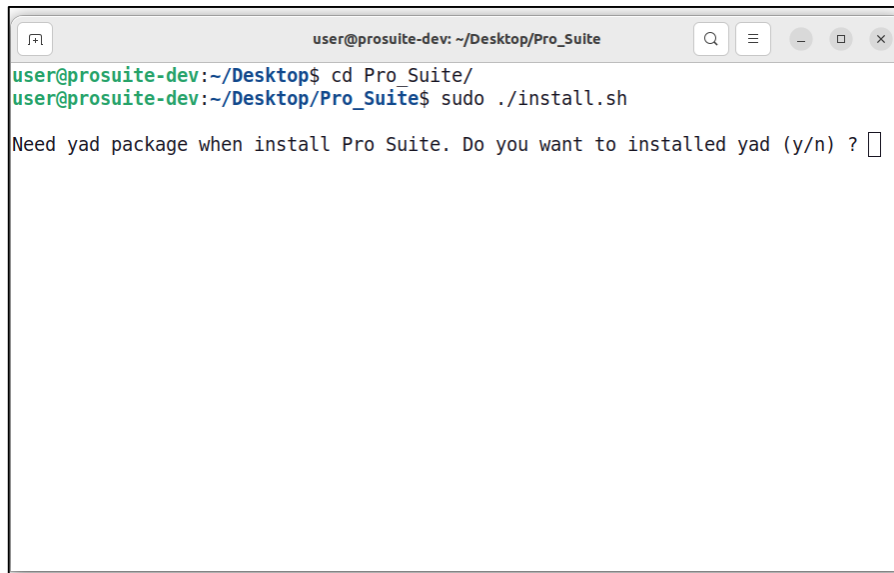 user@prosuite-dev: ~/Desktop/Pro_Suite
user@prosuite-dev:~/Desktop$ cd Pro_Suite/
user@prosuite-dev:~/Desktop/Pro_Suite$ sudo ./install.sh
Need yad package when install Pro Suite. Do you want to installed yad (y/n) ?